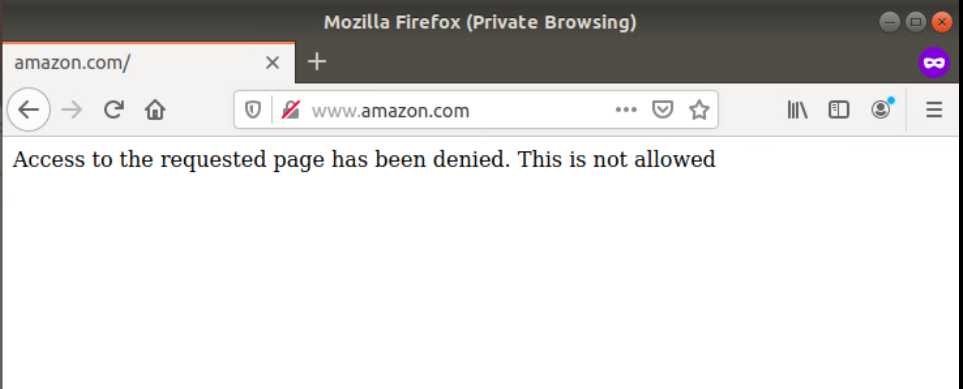 Mozilla Firefox (Private Browsing)
amazon.com/
www.amazon.com
Access to the requested page has been denied. This is not allowed